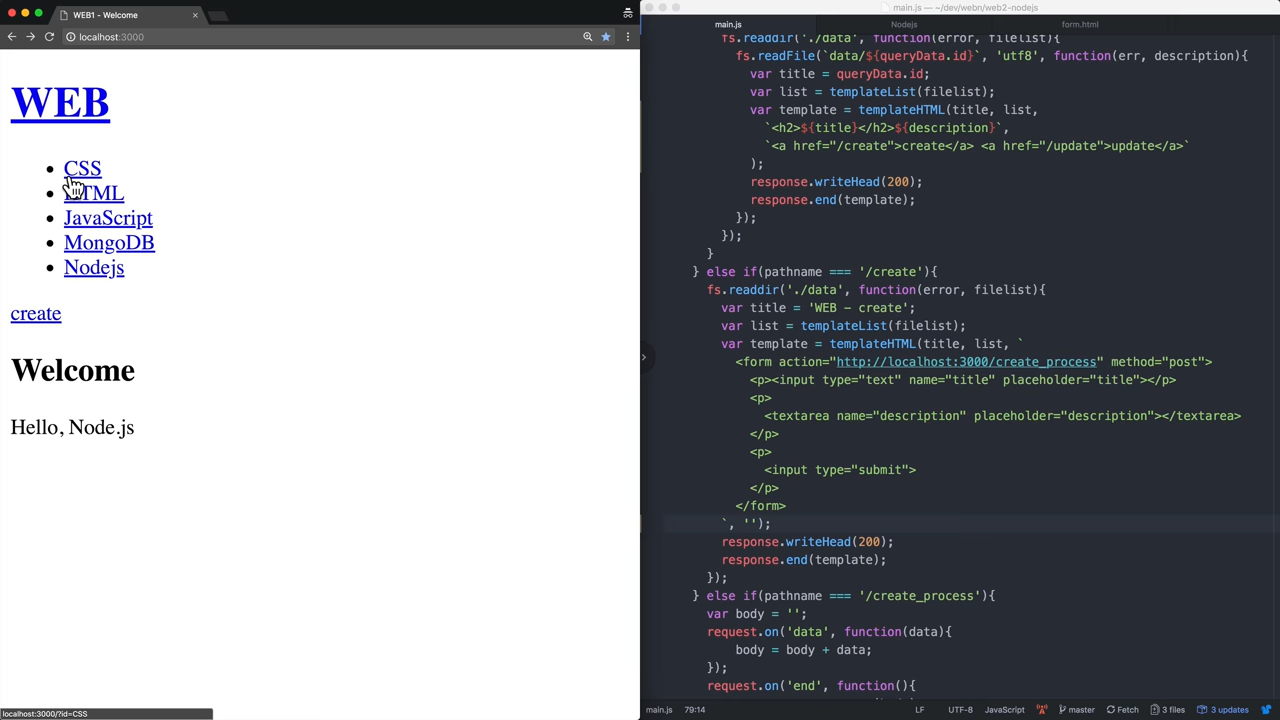 WEB1 - Welcome
localhost:3000
WEB
CSS
HTML
JavaScript
MongoDB
Nodejs
create
Welcome
Hello, Node.js
localhost:3000/?id=CSS
main.js — ~/dev/webn/web2-nodejs
main.js
Nodejs
form.html
fs.readdir('./data', function(error, filelist){
fs.readFile(`data/${queryData.id}`, 'utf8', function(err, description){
var title = queryData.id;
var list = templateList(filelist);
var template = templateHTML(title, list,
`<h2>${title}</h2>${description}`,
`<a href="/create">create</a> <a href="/update">update</a>`
);
response.writeHead(200);
response.end(template);
});
});
}
} else if(pathname === '/create'){
fs.readdir('./data', function(error, filelist){
var title = 'WEB - create';
var list = templateList(filelist);
var template = templateHTML(title, list, `
<form action="http://localhost:3000/create_process" method="post">
<p><input type="text" name="title" placeholder="title"></p>
<p>
<textarea name="description" placeholder="description"></textarea>
</p>
<p>
<input type="submit">
</p>
</form>
`, '');
response.writeHead(200);
response.end(template);
});
} else if(pathname === '/create_process'){
var body = '';
request.on('data', function(data){
body = body + data;
});
request.on('end', function(){
main.js 79:14 LF UTF-8 JavaScript master Fetch 3 files 3 updates